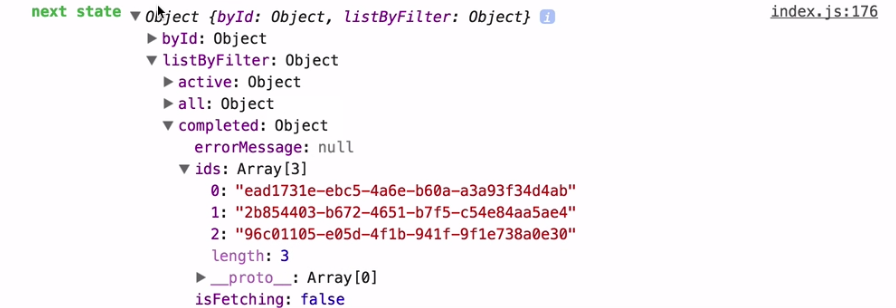 next state ▼Object {byId: Object, listByFilter: Object} i index.js:176
▶byId: Object
▼listByFilter: Object
▶active: Object
▶all: Object
▼completed: Object
errorMessage: null
▼ids: Array[3]
0: "ead1731e-ebc5-4a6e-b60a-a3a93f34d4ab"
1: "2b854403-b672-4651-b7f5-c54e84aa5ae4"
2: "96c01105-e05d-4f1b-941f-9f1e738a0e30"
length: 3
▶__proto__: Array[0]
isFetching: false